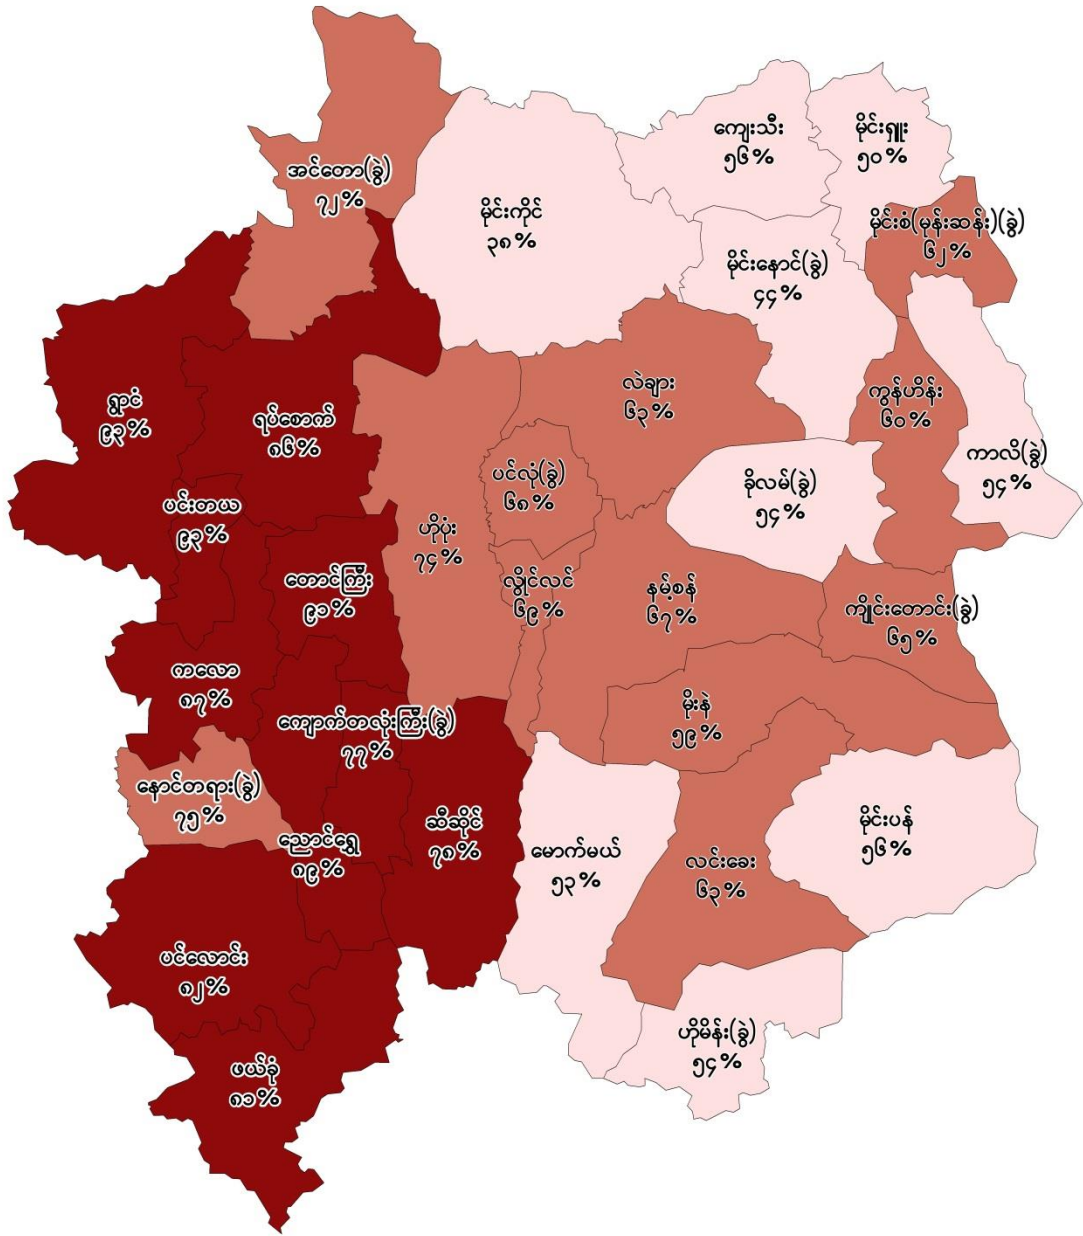 ကျေးသီး
၅၆%
မိုင်းရှူး
၅၀%
အင်တော(ခွဲ)
၇၂%
မိုင်းကိုင်
၃၈%
မိုင်းစံ(မုန်းဆန်း)(ခွဲ)
၆၂%
မိုင်းနောင်(ခွဲ)
၄၄%
ရွာငံ
၉၃%
ရပ်စောက်
၈၆%
လဲချား
၆၃%
ကွန်ဟိန်း
၆၀%
ကာလိ(ခွဲ)
၅၄%
ပင်လုံ(ခွဲ)
၆၈%
ခိုလမ်(ခွဲ)
၅၄%
ပင်းတယ
၉၃%
ဟိုပုံး
၇၄%
တောင်ကြီး
၉၁%
လွိုင်လင်
၆၉%
နမ့်စန်
၆၇%
ကျိုင်းတောင်း(ခွဲ)
၆၅%
ကလော
၈၇%
ကျောက်တလုံးကြီး(ခွဲ)
၇၇%
မိုးနဲ
၅၉%
နောင်တရား(ခွဲ)
၇၅%
ညောင်ရွှေ
၈၉%
ဆီဆိုင်
၇၈%
မောက်မယ်
၅၃%
လင်းခေး
၆၃%
မိုင်းပန်
၅၆%
ပင်လောင်း
၈၂%
ဟိုမိန်း(ခွဲ)
၅၄%
ဖယ်ခုံ
၈၁%